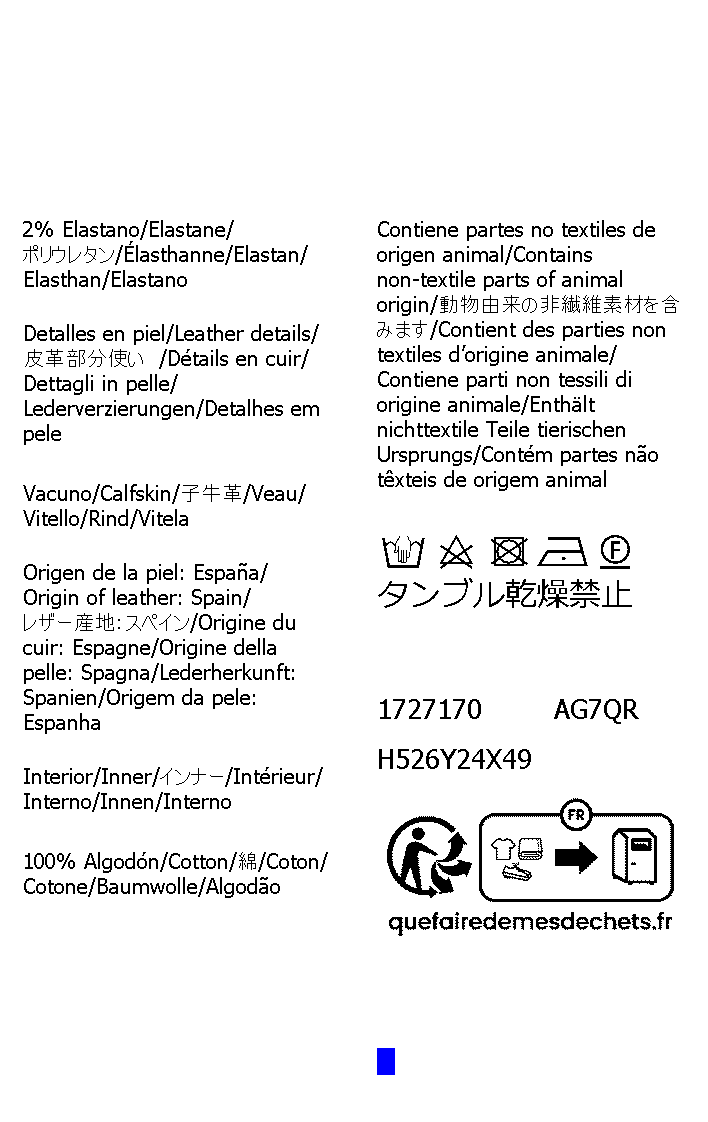 2% Elastano/Elastane/
ポリウレタン/Élasthanne/Elastan/
Elasthan/Elastano
Detalles en piel/Leather details/
皮革部分使い /Détails en cuir/
Dettagli in pelle/
Lederverzierungen/Detalhes em
pele
Vacuno/Calfskin/子牛革/Veau/
Vitello/Rind/Vitela
Origen de la piel: España/
Origin of leather: Spain/
レザー産地：スペイン/Origine du
cuir: Espagne/Origine della
pelle: Spagna/Lederherkunft:
Spanien/Origem da pele:
Espanha
Interior/Inner/インナー/Intérieur/
Interno/Innen/Interno
100% Algodón/Cotton/綿/Coton/
Cotone/Baumwolle/Algodão
Contiene partes no textiles de
origen animal/Contains
non-textile parts of animal
origin/動物由来の非繊維素材を含
みます/Contient des parties non
textiles d’origine animale/
Contiene parti non tessili di
origine animale/Enthält
nichttextile Teile tierischen
Ursprungs/Contém partes não
têxteis de origem animal
F
タンブル乾燥禁止
1727170 AG7QR
H526Y24X49
FR
quefairedemesdechets.fr